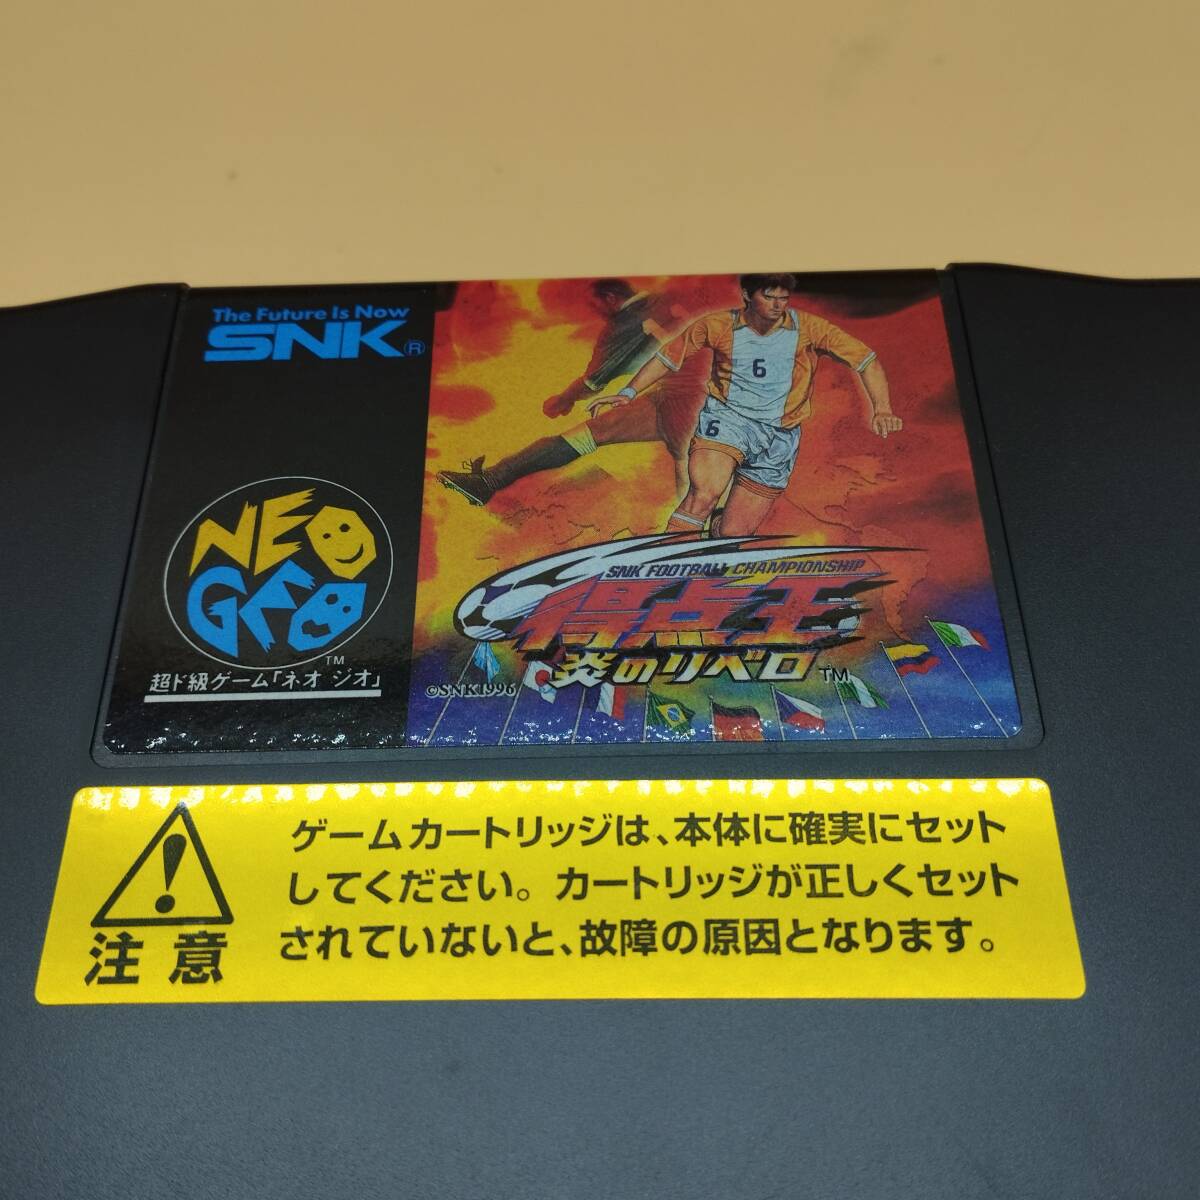 The Future Is Now
SNK®
NEO
GEO
TM
超ド級ゲーム「ネオ ジオ」
6
6
SNK FOOTBALL CHAMPIONSHIP
得点王
炎のリベロ TM
©SNK1996
ゲームカートリッジは、本体に確実にセット
してください。カートリッジが正しくセット
されていないと、故障の原因となります。
注意